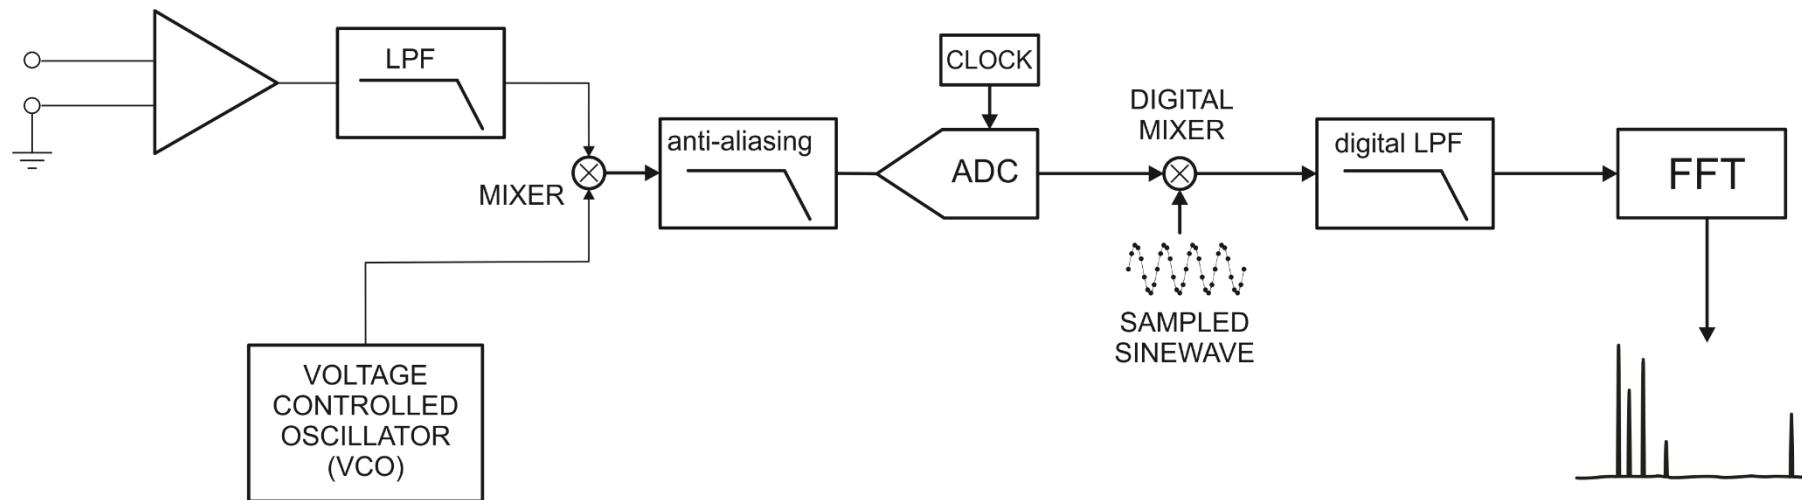 LPF
MIXER
VOLTAGE
CONTROLLED
OSCILLATOR
(VCO)
anti-aliasing
CLOCK
ADC
DIGITAL
MIXER
SAMPLED
SINEWAVE
digital LPF
FFT